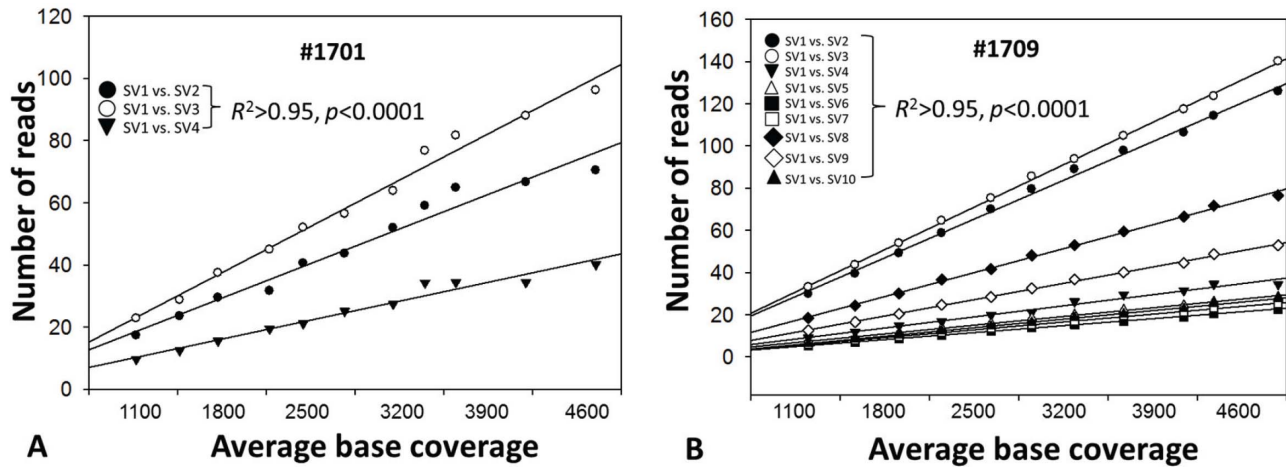 120
100
80
60
40
20
0
Number of reads
#1701
SV1 vs. SV2
SV1 vs. SV3
SV1 vs. SV4
R²>0.95, p<0.0001
1100 1800 2500 3200 3900 4600
A Average base coverage
160
140
120
100
80
60
40
20
0
Number of reads
#1709
SV1 vs. SV2
SV1 vs. SV3
SV1 vs. SV4
SV1 vs. SV5
SV1 vs. SV6
SV1 vs. SV7
SV1 vs. SV8
SV1 vs. SV9
SV1 vs. SV10
R²>0.95, p<0.0001
1100 1800 2500 3200 3900 4600
B Average base coverage